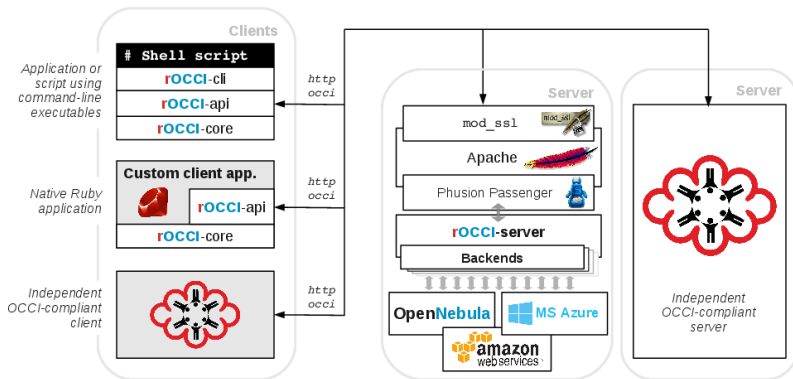 Clients
# Shell script
rOCCI-cli
rOCCI-api
rOCCI-core
Application or
script using
command-line
executables
http
occi
Custom client app.
rOCCI-api
rOCCI-core
Native Ruby
application
http
occi
Independent
OCCI-compliant
client
http
occi
Server
mod_ssl
mod_ssl
Apache
Phusion Passenger
rOCCI-server
Backends
OpenNebula
MS Azure
amazon
webservices
Server
Independent
OCCI-compliant
server